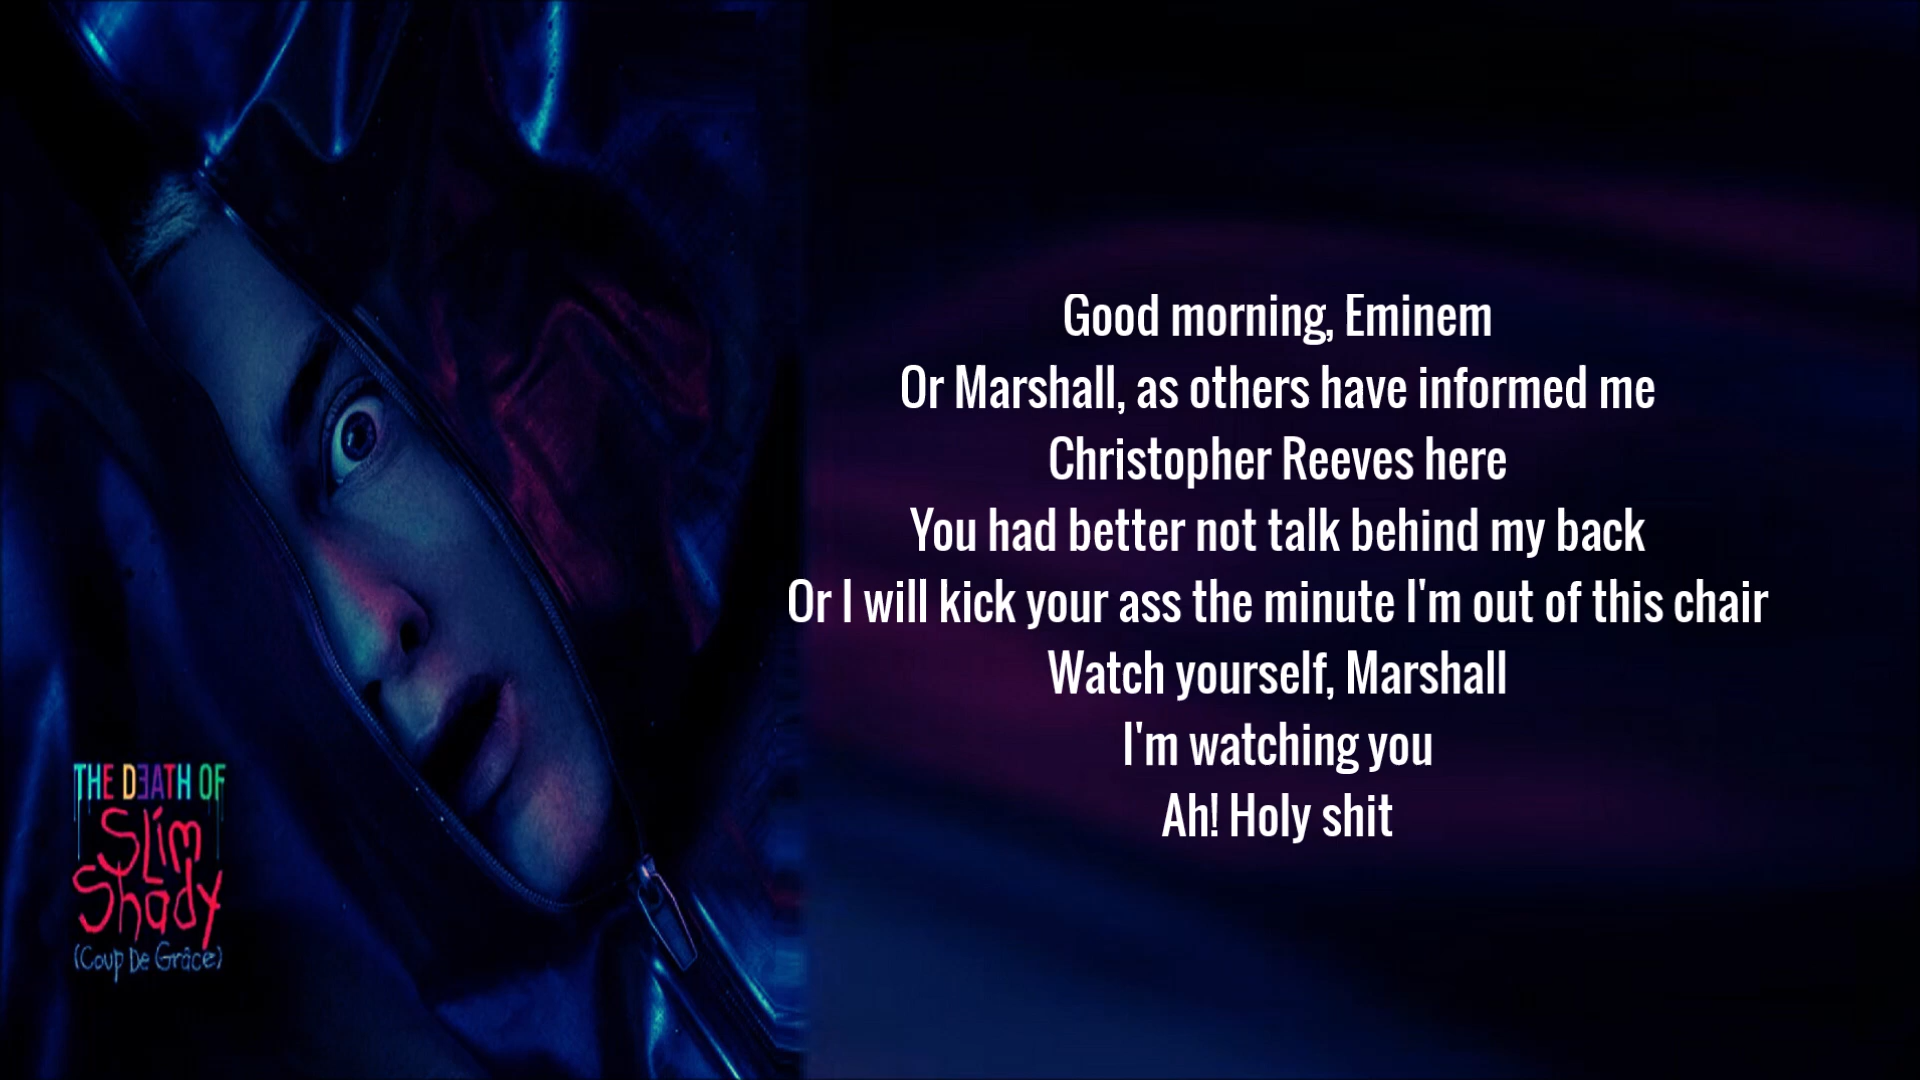 Good morning, Eminem
Or Marshall, as others have informed me
Christopher Reeves here
You had better not talk behind my back
Or I will kick your ass the minute I'm out of this chair
Watch yourself, Marshall
I'm watching you
Ah! Holy shit
THE DƎATH OF
Slim
Shady
(Coup De Grâce)